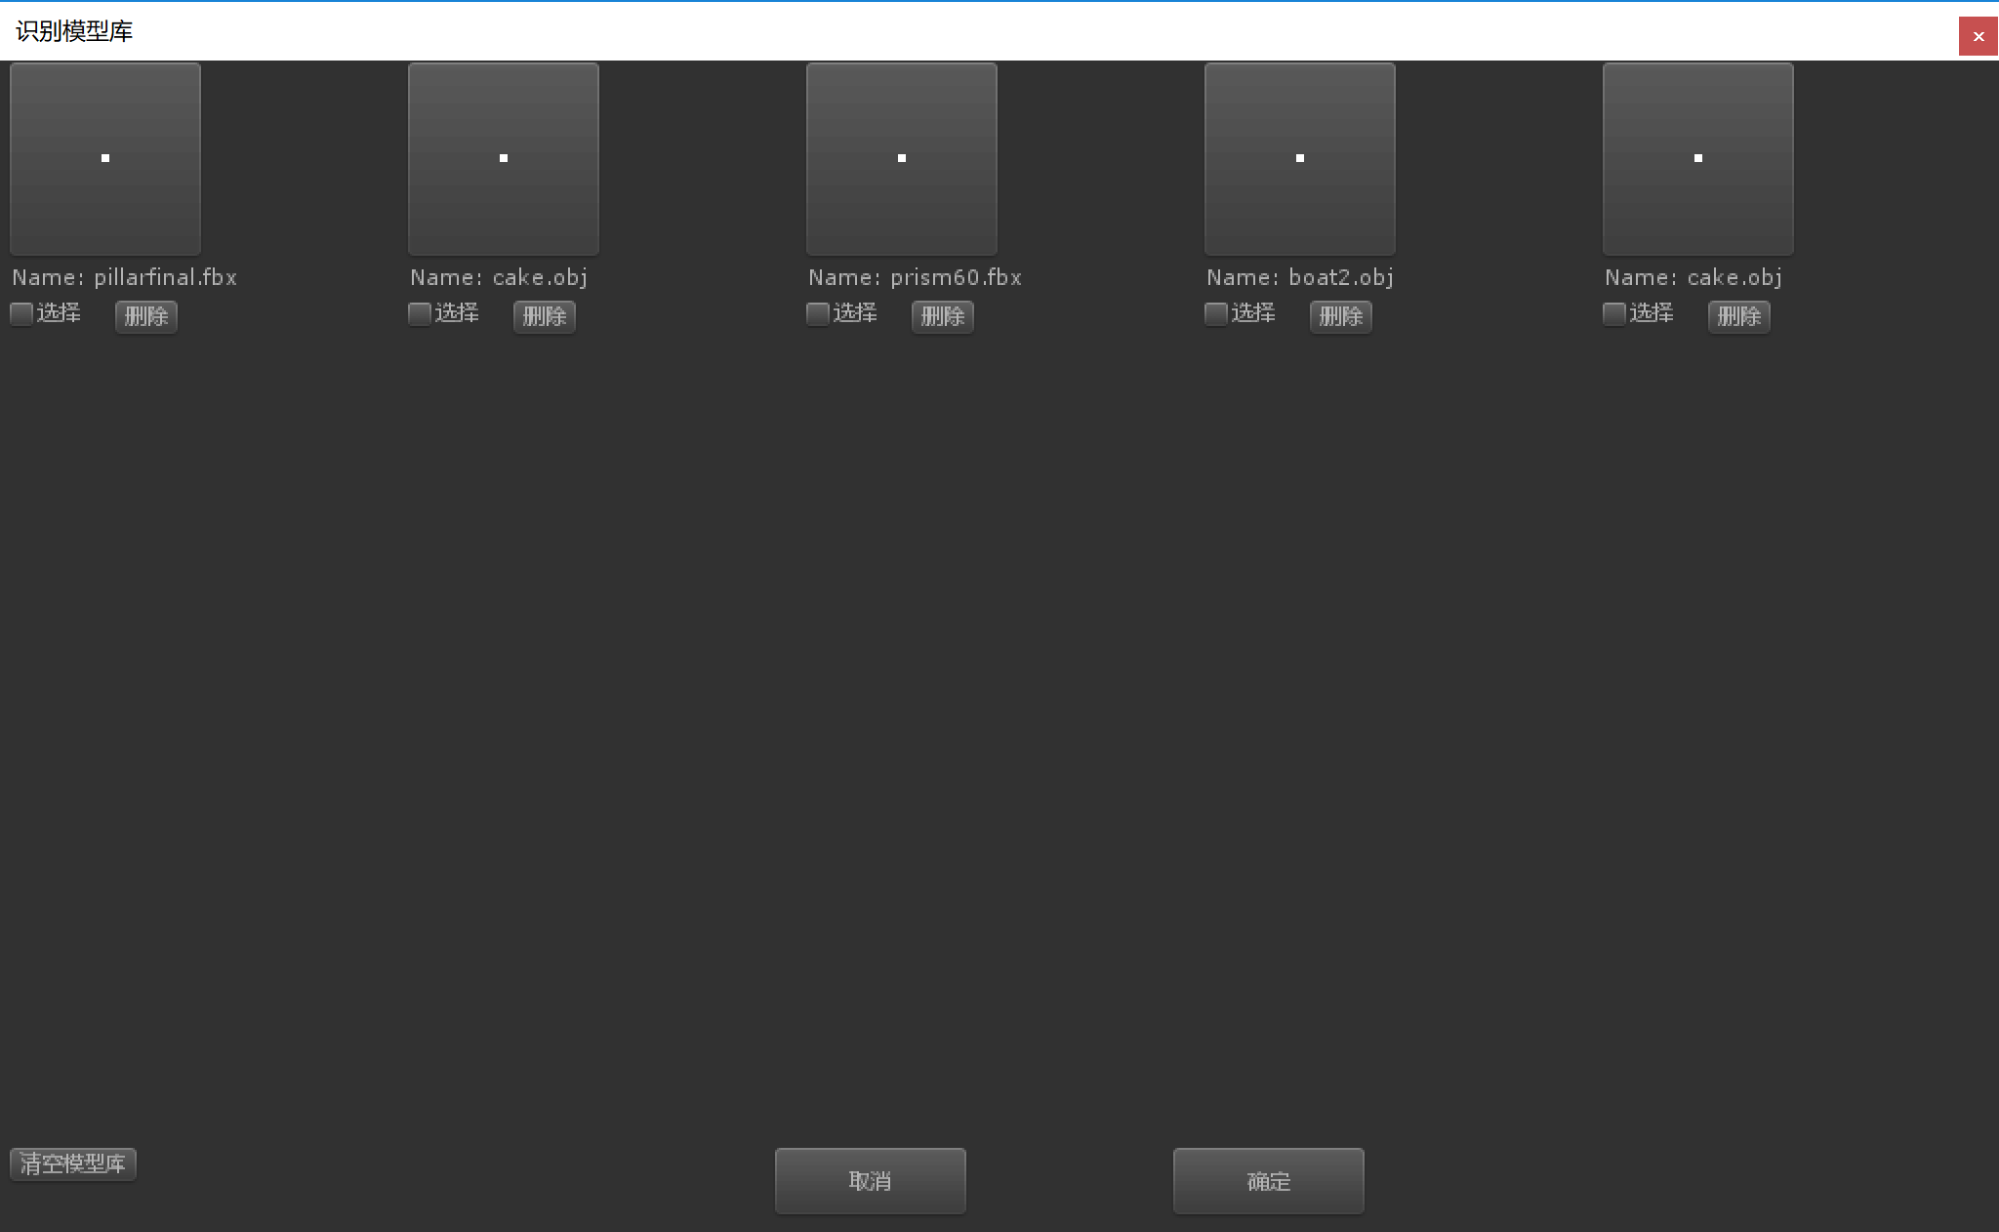 识别模型库
Name: pillarfinal.fbx
选择 删除
Name: cake.obj
选择 删除
Name: prism60.fbx
选择 删除
Name: boat2.obj
选择 删除
Name: cake.obj
选择 删除
清空模型库
取消
确定